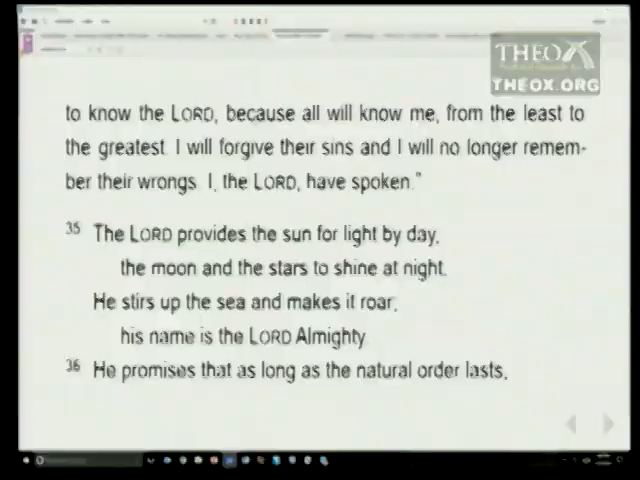 THEOX
THEOX.ORG
to know the LORD, because all will know me, from the least to
the greatest. I will forgive their sins and I will no longer remem-
ber their wrongs. I, the LORD, have spoken."
35 The LORD provides the sun for light by day,
the moon and the stars to shine at night.
He stirs up the sea and makes it roar;
his name is the LORD Almighty.
36 He promises that as long as the natural order lasts,